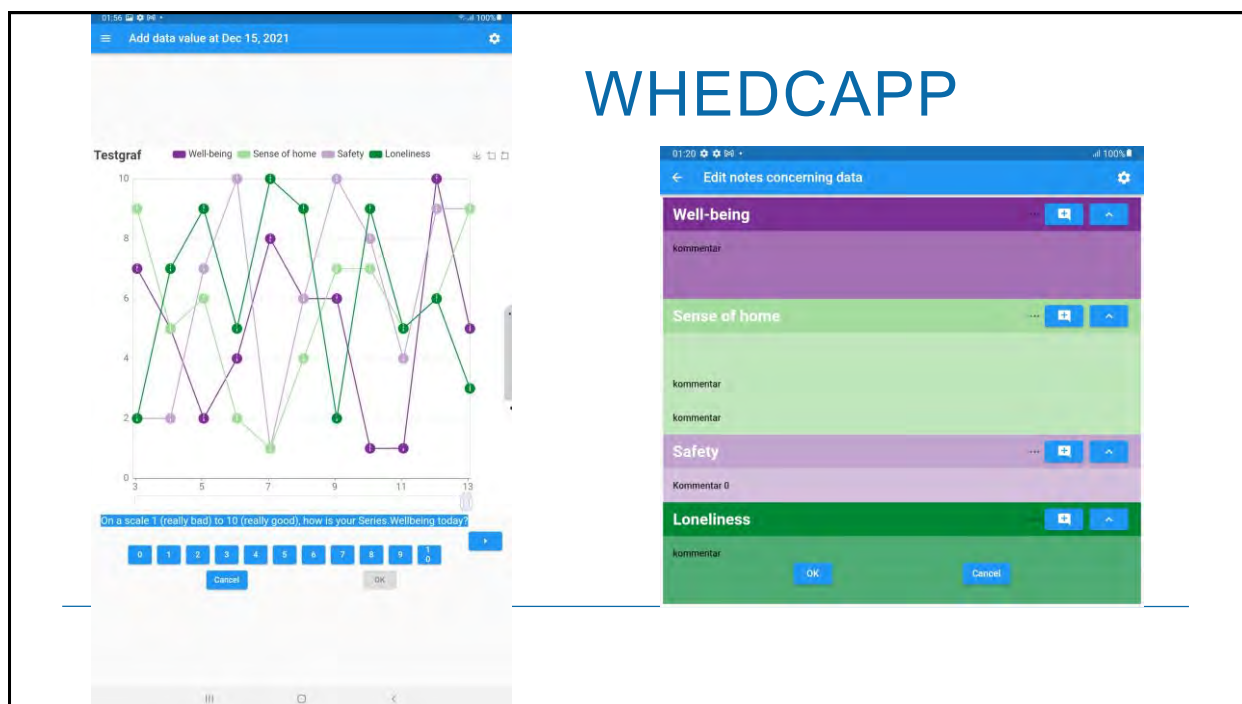 01:56
100%
Add data value at Dec 15, 2021
Testgraf
Well-being Sense of home Safety Loneliness
10
8
6
4
2
0
3 5 7 9 11 13
On a scale 1 (really bad) to 10 (really good), how is your Series Wellbeing today?
0 1 2 3 4 5 6 7 8 9 10
Cancel OK
WHEDCAPP
01:20
100%
Edit notes concerning data
Well-being
kommentar
Sense of home
kommentar
kommentar
Safety
Kommentar 0
Loneliness
kommentar
OK Cancel